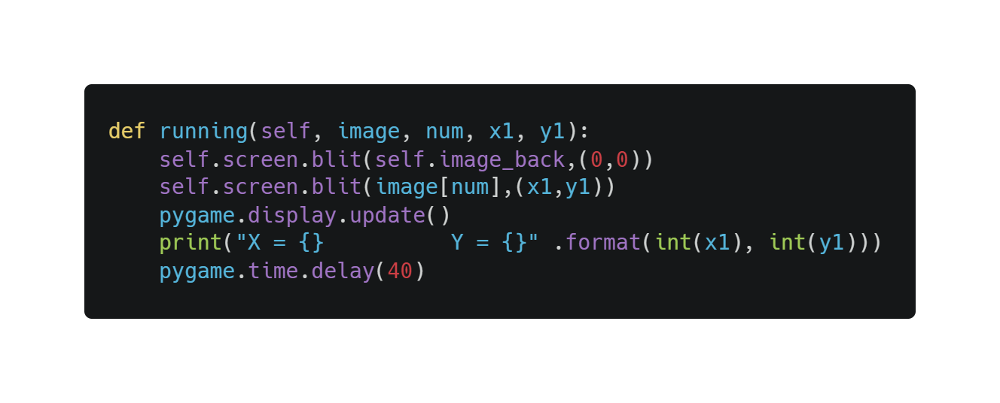 def running(self, image, num, x1, y1):
    self.screen.blit(self.image_back,(0,0))
    self.screen.blit(image[num],(x1,y1))
    pygame.display.update()
    print("X = {}          Y = {}" .format(int(x1), int(y1)))
    pygame.time.delay(40)